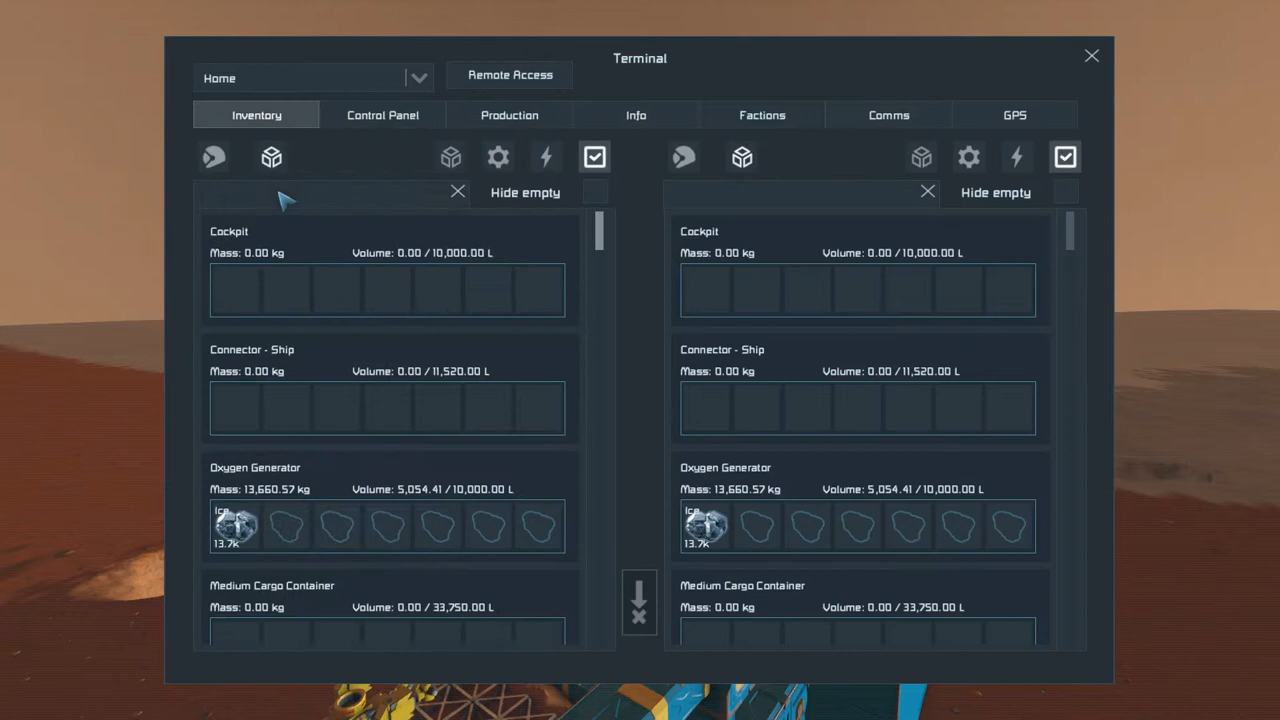 Terminal
Home
Remote Access
Inventory
Control Panel
Production
Info
Factions
Comms
GPS
Hide empty
Hide empty
Cockpit
Mass: 0.00 kg Volume: 0.00 / 10,000.00 L
Connector - Ship
Mass: 0.00 kg Volume: 0.00 / 11,520.00 L
Oxygen Generator
Mass: 13,660.57 kg Volume: 5,054.41 / 10,000.00 L
Ice
13.7k
Medium Cargo Container
Mass: 0.00 kg Volume: 0.00 / 33,750.00 L
Cockpit
Mass: 0.00 kg Volume: 0.00 / 10,000.00 L
Connector - Ship
Mass: 0.00 kg Volume: 0.00 / 11,520.00 L
Oxygen Generator
Mass: 13,660.57 kg Volume: 5,054.41 / 10,000.00 L
Ice
13.7k
Medium Cargo Container
Mass: 0.00 kg Volume: 0.00 / 33,750.00 L